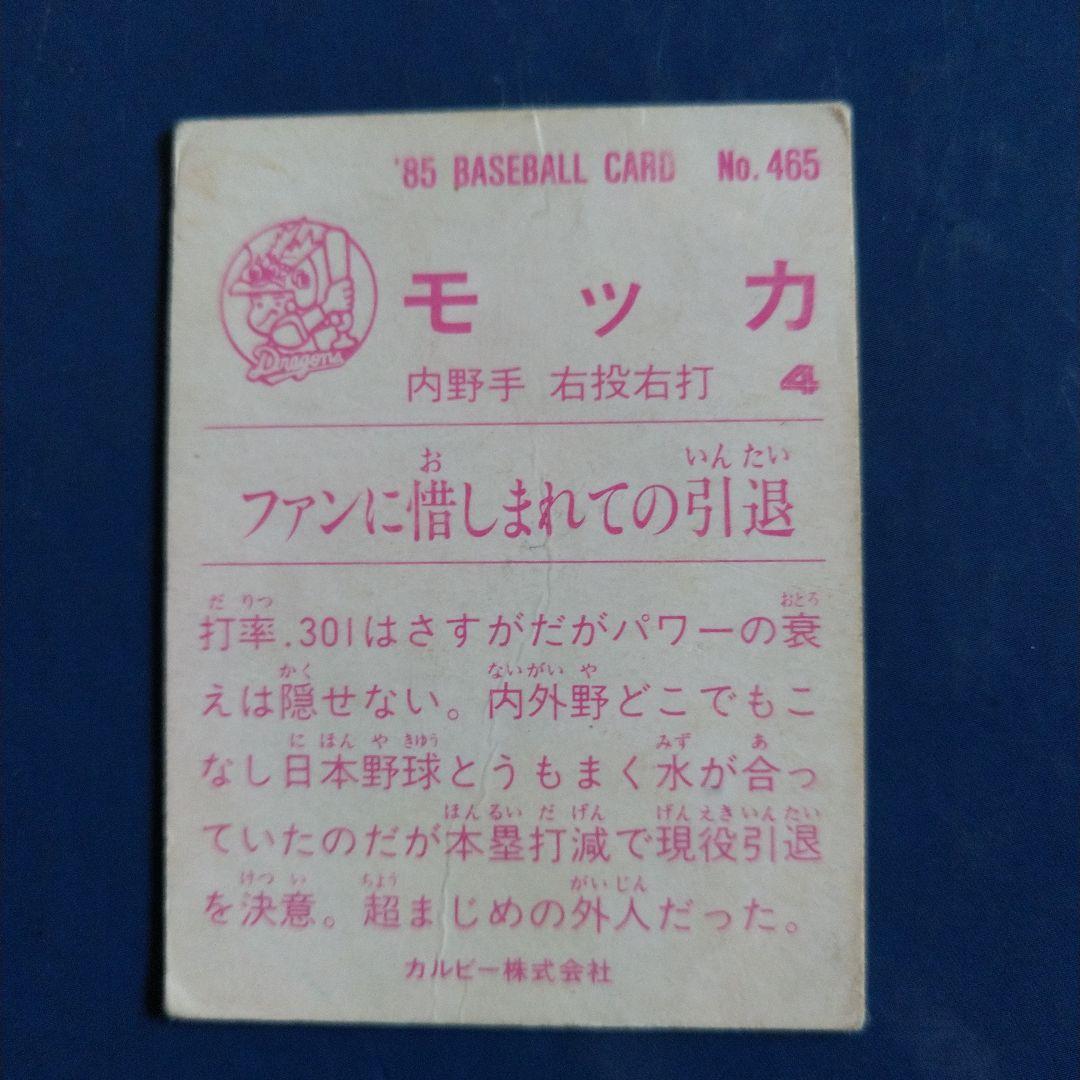 '85 BASEBALL CARD No. 465
Dragons
モッカ
内野手 右投右打 4
お いんたい
ファンに惜しまれての引退
だりつ おとろ
打率.301はさすがだがパワーの衰
かく ないがいや
えは隠せない。内外野どこでもこ
にほんやきゅう みず あ
なし日本野球とうもまく水が合っ
ほんるいだげん げんえきいんたい
ていたのだが本塁打減で現役引退
けつい ちょう がいじん
を決意。超まじめの外人だった。
カルビー株式会社